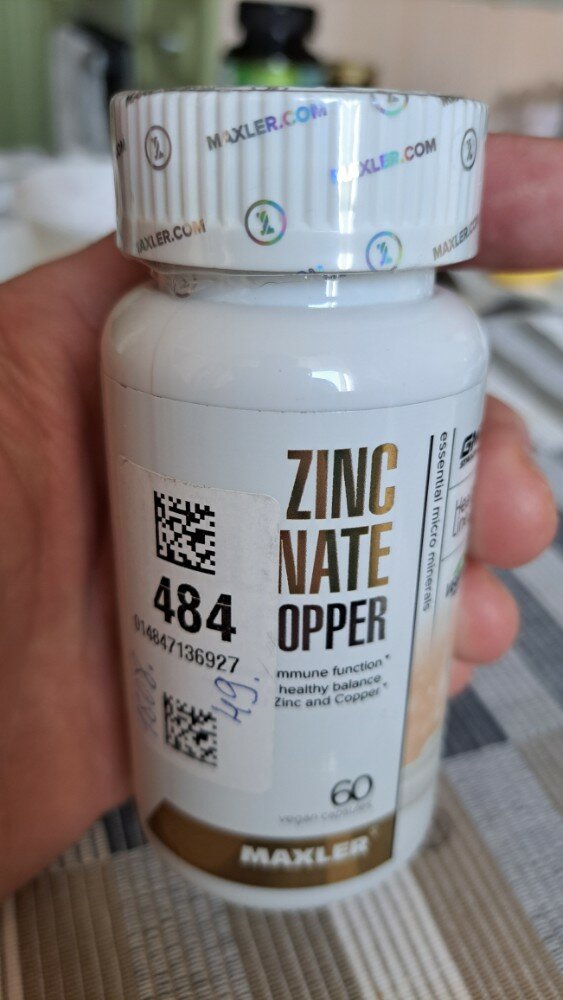 MAXLER.COM
MAXLER.COM
MAXLER.COM
MAXLER.COM
ZINC
NATE
OPPER
mmune function*
healthy balance
Zinc and Copper*
essential micro minerals
484
014847136927
49.
60
vegan capsules
MAXLER